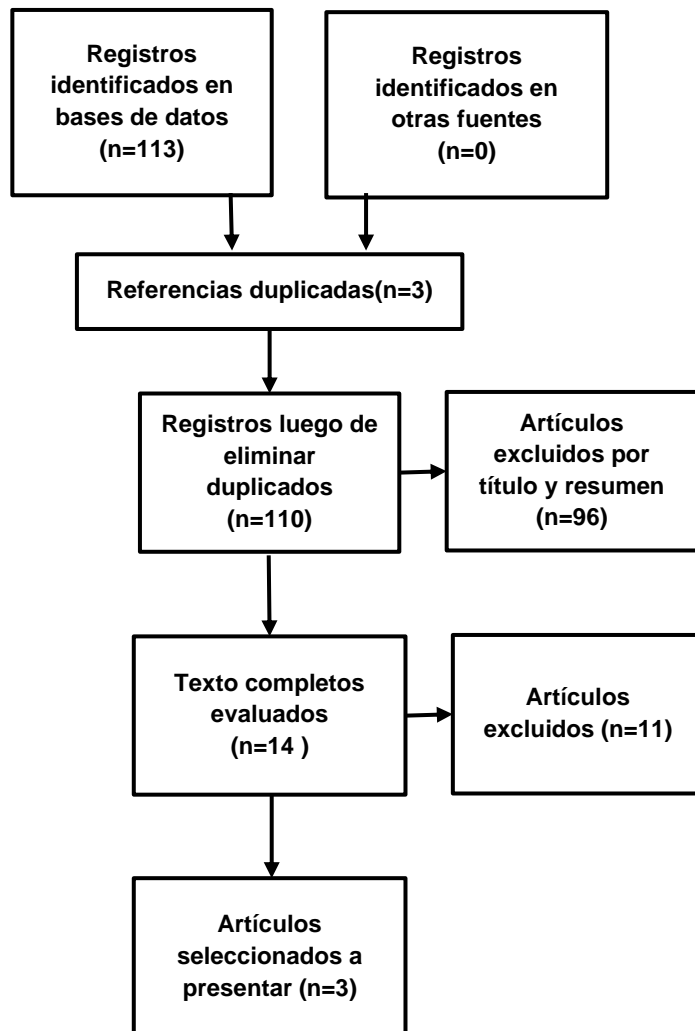 Registros
identificados en
bases de datos
(n=113)
Registros
identificados en
otras fuentes
(n=0)
Referencias duplicadas(n=3)
Registros luego de
eliminar
duplicados
(n=110)
Artículos
excluidos por
título y resumen
(n=96)
Texto completos
evaluados
(n=14 )
Artículos
excluidos (n=11)
Artículos
seleccionados a
presentar (n=3)